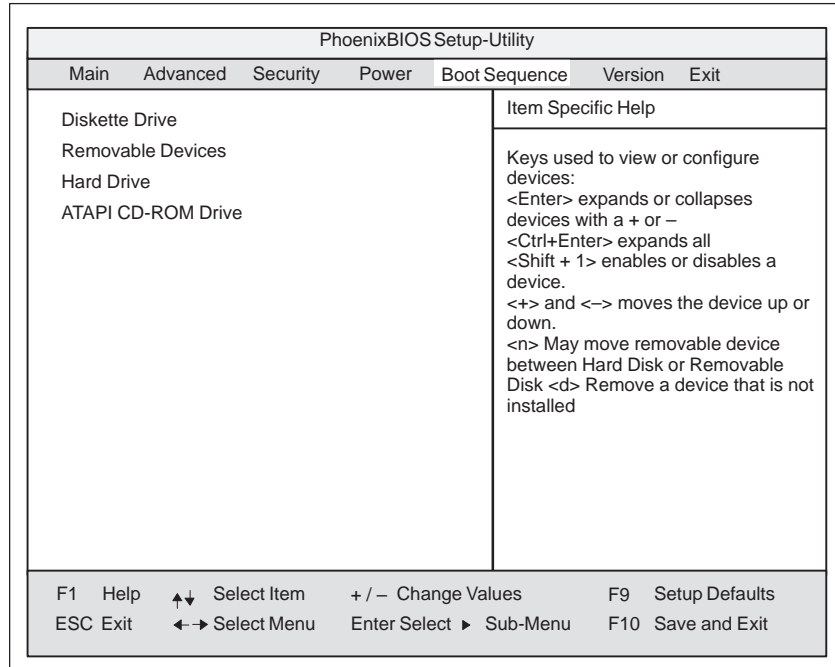 PhoenixBIOS Setup-Utility
Main Advanced Security Power Boot Sequence Version Exit
Diskette Drive
Removable Devices
Hard Drive
ATAPI CD-ROM Drive
Item Specific Help
Keys used to view or configure
devices:
<Enter> expands or collapses
devices with a + or –
<Ctrl+Enter> expands all
<Shift + 1> enables or disables a
device.
<+> and <–> moves the device up or
down.
<n> May move removable device
between Hard Disk or Removable
Disk <d> Remove a device that is not
installed
F1 Help Select Item + / – Change Values F9 Setup Defaults
ESC Exit Select Menu Enter Select Sub-Menu F10 Save and Exit